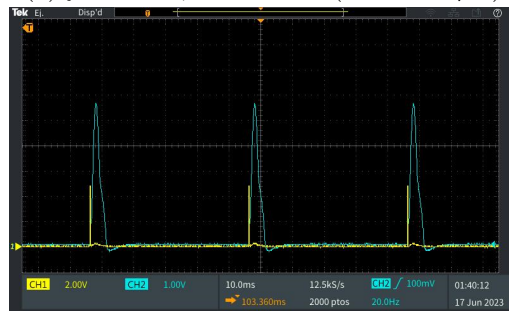 Tek Ej. Disp'd
CH1 2.00V CH2 1.00V 10.0ms 12.5kS/s CH2 100mV 01:40:12
103.360ms 2000 ptos 20.0Hz 17 Jun 2023